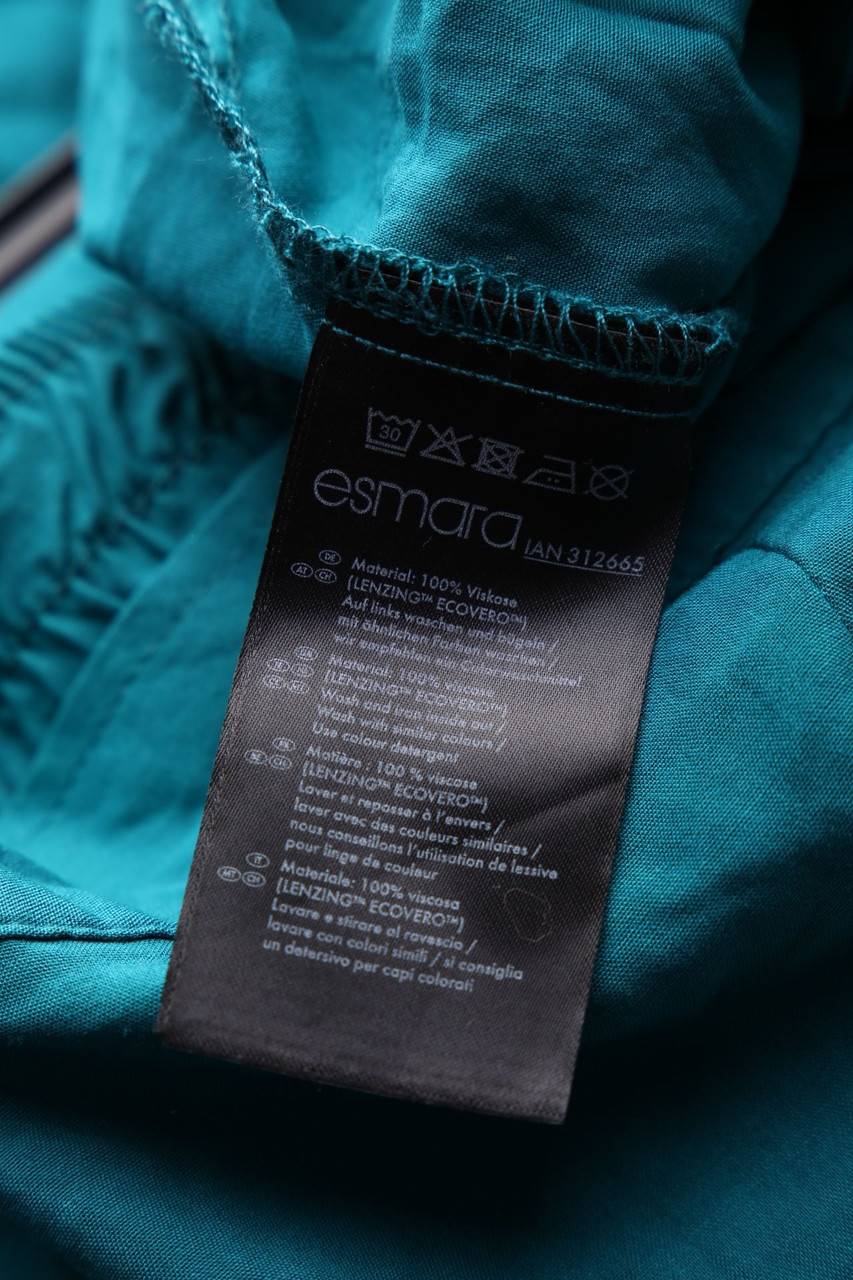 30
esmara IAN 312665
DE AT CH Material: 100% Viskose
(LENZING™ ECOVERO™)
Auf links waschen und bügeln /
mit ähnlichen Farben waschen /
wir empfehlen ein Colorwaschmittel
Material: 100% viscose
(LENZING™ ECOVERO™)
Wash and iron inside out /
Wash with similar colours /
Use colour detergent
Matière : 100 % viscose
(LENZING™ ECOVERO™)
Laver et repasser à l'envers /
laver avec des couleurs similaires /
nous conseillons l'utilisation de lessive
pour linge de couleur
IT MT CH Materiale: 100% viscosa
(LENZING™ ECOVERO™)
Lavare e stirare al rovescio /
lavare con colori simili / si consiglia
un detersivo per capi colorati